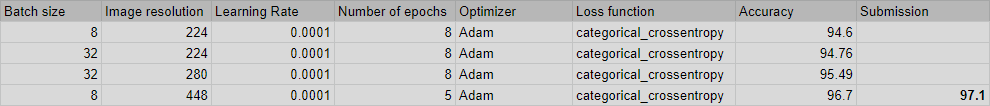 Batch size Image resolution Learning Rate Number of epochs Optimizer Loss function Accuracy Submission
8 224 0.0001 8 Adam categorical_crossentropy 94.6
32 224 0.0001 8 Adam categorical_crossentropy 94.76
32 280 0.0001 8 Adam categorical_crossentropy 95.49
8 448 0.0001 5 Adam categorical_crossentropy 96.7 97.1